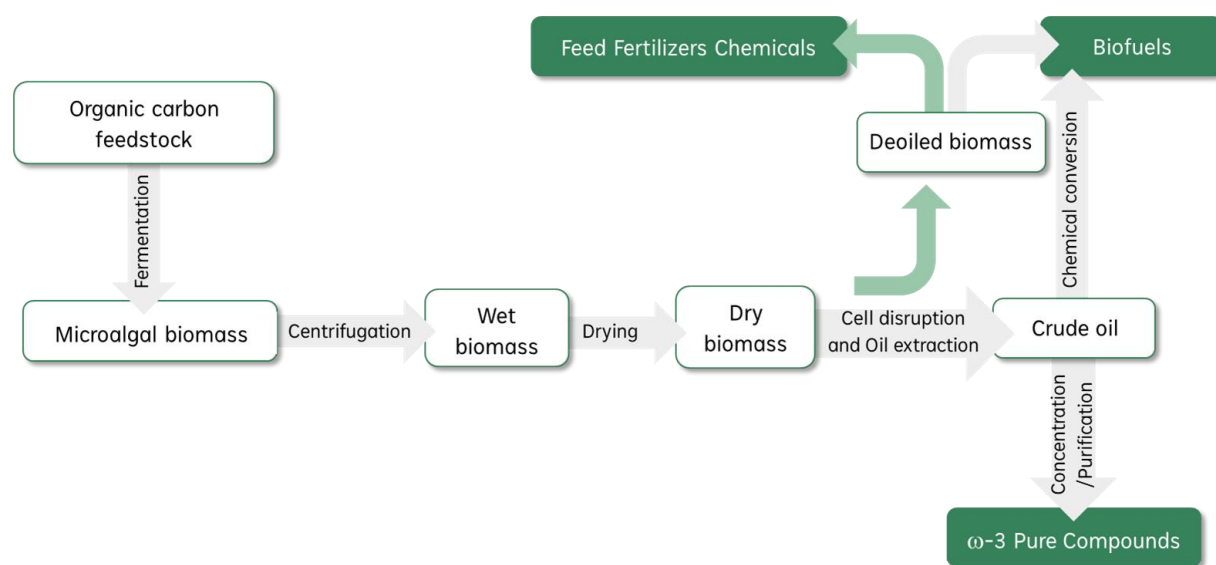 Feed Fertilizers Chemicals
Biofuels
Organic carbon
feedstock
Deoiled biomass
Fermentation
Chemical conversion
Microalgal biomass
Centrifugation
Wet
biomass
Drying
Dry
biomass
Cell disruption
and Oil extraction
Crude oil
Concentration
/Purification
ω-3 Pure Compounds